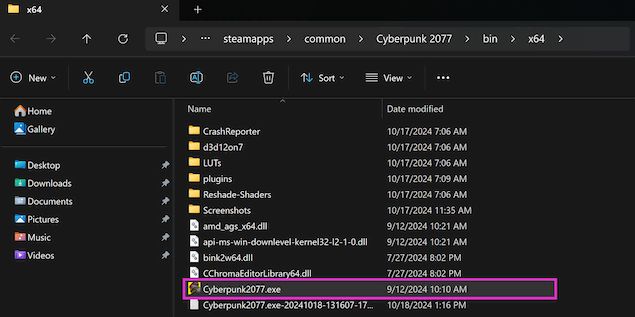 x64
steamapps > common > Cyberpunk 2077 > bin > x64 >
New Sort View
Name Date modified
Home
Gallery
Desktop
Downloads
Documents
Pictures
Music
Videos
CrashReporter 10/17/2024 7:06 AM
d3d12on7 10/17/2024 7:06 AM
LUTs 10/17/2024 7:06 AM
plugins 10/17/2024 7:09 AM
Reshade-Shaders 10/17/2024 7:06 AM
Screenshots 10/17/2024 11:35 AM
amd_ags_x64.dll 9/12/2024 10:21 AM
api-ms-win-downlevel-kernel32-l2-1-0.dll 9/12/2024 10:21 AM
bink2w64.dll 7/27/2024 8:02 PM
CChromaEditorLibrary64.dll 7/27/2024 8:02 PM
Cyberpunk2077.exe 9/12/2024 10:10 AM
Cyberpunk2077.exe-20241018-131607-17... 10/18/2024 1:16 PM